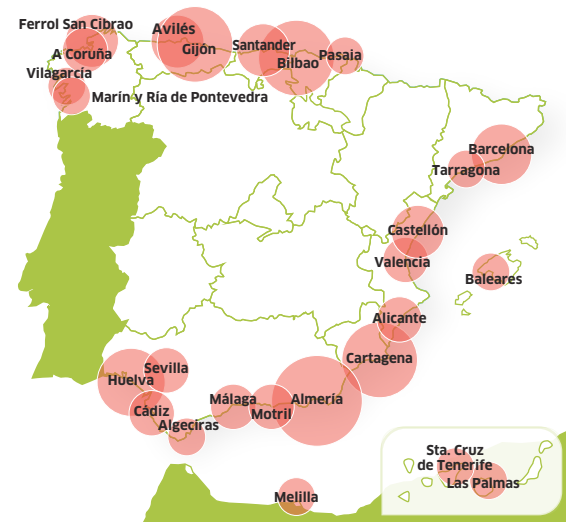 Ferrol San Cibrao
Avilés
A Coruña
Gijón
Santander
Bilbao
Pasaia
Vilagarcía
Marín y Ría de Pontevedra
Barcelona
Tarragona
Castellón
Valencia
Baleares
Alicante
Cartagena
Sevilla
Huelva
Málaga
Almería
Cádiz
Motril
Algeciras
Sta. Cruz
de Tenerife
Las Palmas
Melilla